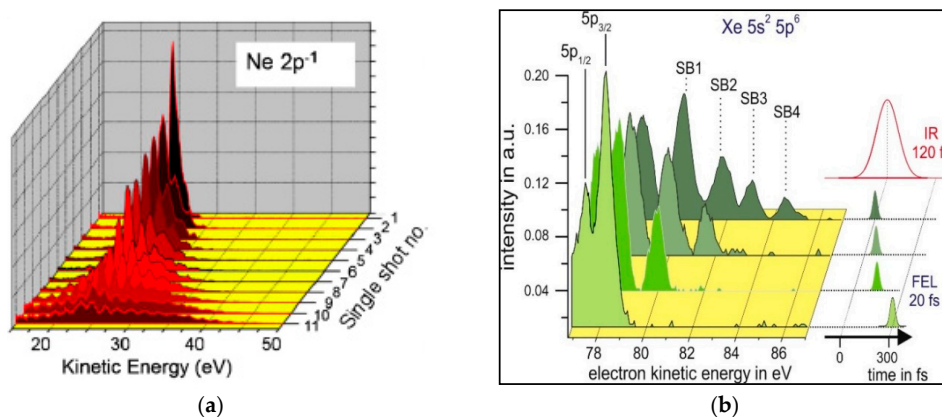 Ne 2p⁻¹
1
2
3
4
5
6
7
8
9
10
11
Single shot no.
20 30 40 50
Kinetic Energy (eV)
(a)
Xe 5s² 5p⁶
5p3/2
5p1/2
SB1
SB2
SB3
SB4
0.20
0.16
0.12
0.08
0.04
intensity in a.u.
78 80 82 84 86
electron kinetic energy in eV
IR
120 f
FEL
20 fs
0 300
time in fs
(b)